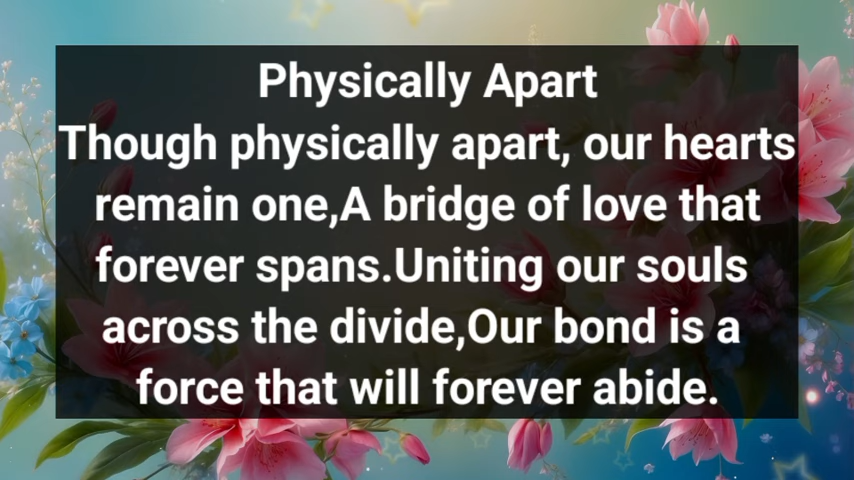 Physically Apart
Though physically apart, our hearts
remain one,A bridge of love that
forever spans.Uniting our souls
across the divide,Our bond is a
force that will forever abide.